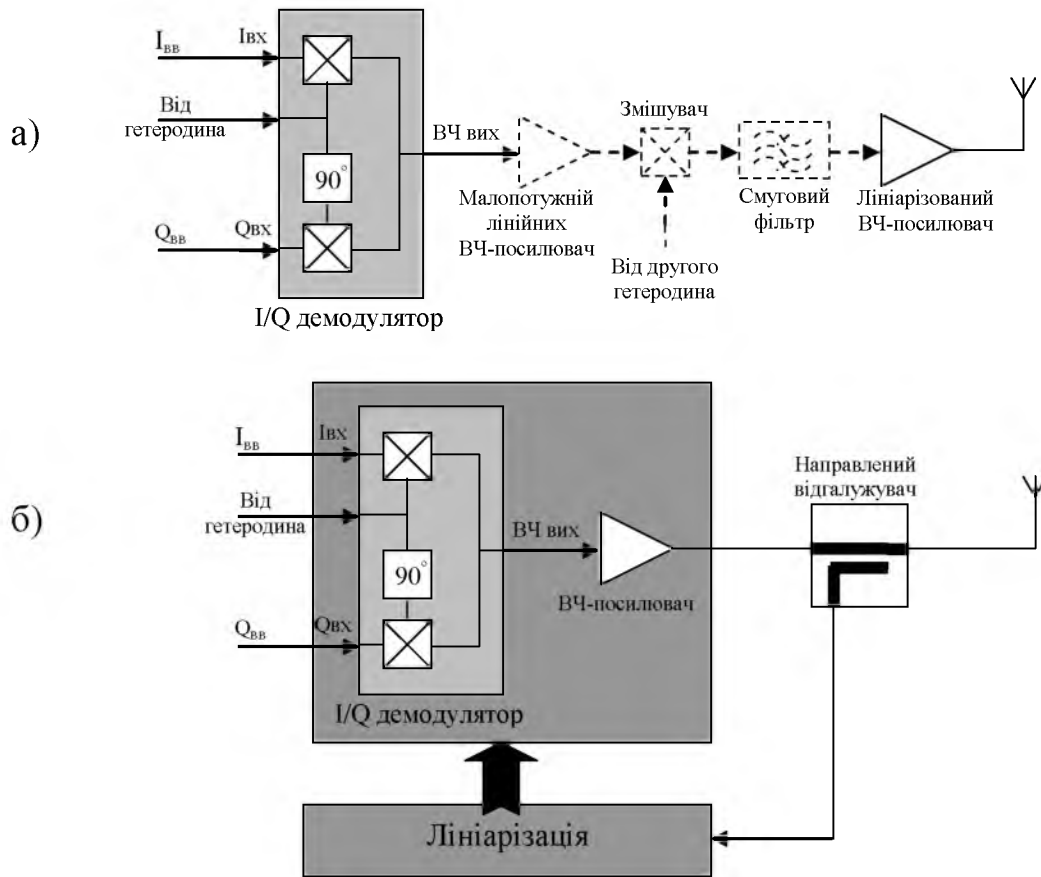 а)
Iвв
Iвх
Від
гетеродина
90°
Qвв
Qвх
I/Q демодулятор
ВЧ вих
Малопотужній
лінійних
ВЧ-посилювач
Змішувач
Від другого
гетеродина
Смуговий
фільтр
Лініарізований
ВЧ-посилювач
б)
Iвв
Iвх
Від
гетеродина
90°
Qвв
Qвх
I/Q демодулятор
ВЧ вих
ВЧ-посилювач
Направлений
відгалужувач
Лініарізація